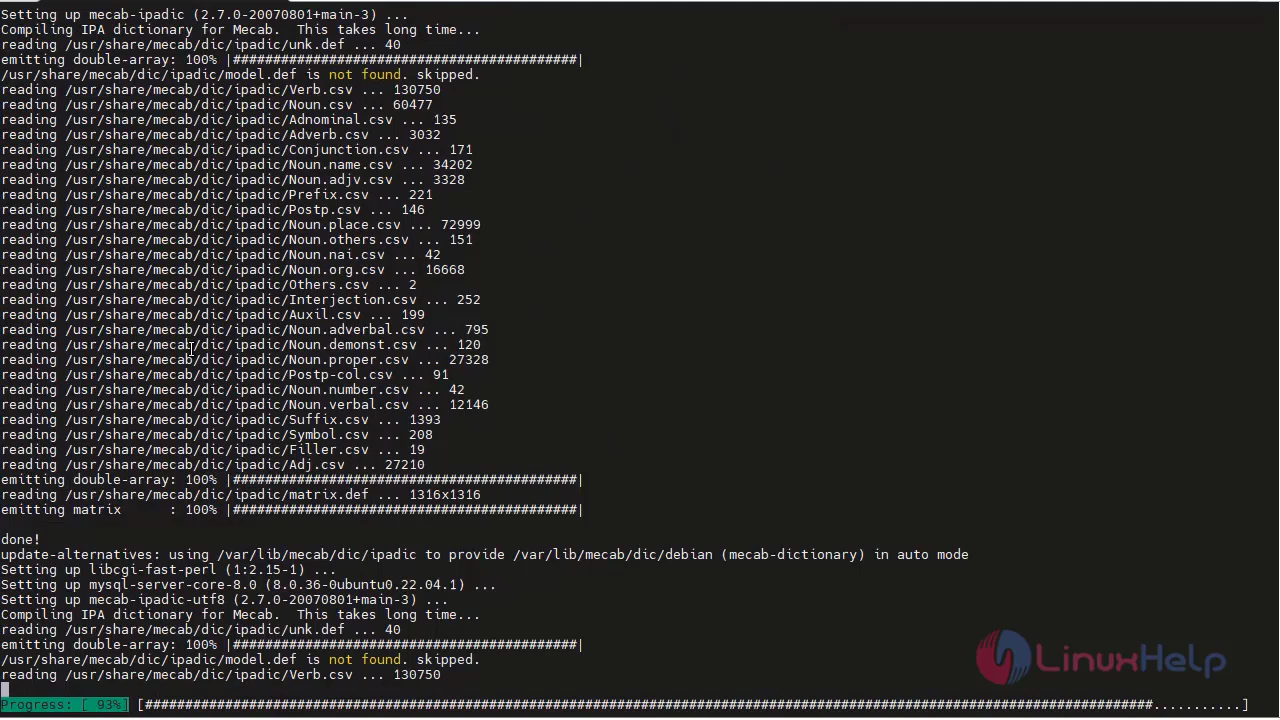 Setting up mecab-ipadic (2.7.0-20070801+main-3) ...
Compiling IPA dictionary for Mecab.  This takes long time...
reading /usr/share/mecab/dic/ipadic/unk.def ... 40
emitting double-array: 100% |###########################################|
/usr/share/mecab/dic/ipadic/model.def is not found. skipped.
reading /usr/share/mecab/dic/ipadic/Verb.csv ... 130750
reading /usr/share/mecab/dic/ipadic/Noun.csv ... 60477
reading /usr/share/mecab/dic/ipadic/Adnominal.csv ... 135
reading /usr/share/mecab/dic/ipadic/Adverb.csv ... 3032
reading /usr/share/mecab/dic/ipadic/Conjunction.csv ... 171
reading /usr/share/mecab/dic/ipadic/Noun.name.csv ... 34202
reading /usr/share/mecab/dic/ipadic/Noun.adjv.csv ... 3328
reading /usr/share/mecab/dic/ipadic/Prefix.csv ... 221
reading /usr/share/mecab/dic/ipadic/Postp.csv ... 146
reading /usr/share/mecab/dic/ipadic/Noun.place.csv ... 72999
reading /usr/share/mecab/dic/ipadic/Noun.others.csv ... 151
reading /usr/share/mecab/dic/ipadic/Noun.nai.csv ... 42
reading /usr/share/mecab/dic/ipadic/Noun.org.csv ... 16668
reading /usr/share/mecab/dic/ipadic/Others.csv ... 2
reading /usr/share/mecab/dic/ipadic/Interjection.csv ... 252
reading /usr/share/mecab/dic/ipadic/Auxil.csv ... 199
reading /usr/share/mecab/dic/ipadic/Noun.adverbal.csv ... 795
reading /usr/share/mecab/dic/ipadic/Noun.demonst.csv ... 120
reading /usr/share/mecab/dic/ipadic/Noun.proper.csv ... 27328
reading /usr/share/mecab/dic/ipadic/Postp-col.csv ... 91
reading /usr/share/mecab/dic/ipadic/Noun.number.csv ... 42
reading /usr/share/mecab/dic/ipadic/Noun.verbal.csv ... 12146
reading /usr/share/mecab/dic/ipadic/Suffix.csv ... 1393
reading /usr/share/mecab/dic/ipadic/Symbol.csv ... 208
reading /usr/share/mecab/dic/ipadic/Filler.csv ... 19
reading /usr/share/mecab/dic/ipadic/Adj.csv ... 27210
emitting double-array: 100% |###########################################|
reading /usr/share/mecab/dic/ipadic/matrix.def ... 1316x1316
emitting matrix      : 100% |###########################################|
done!
update-alternatives: using /var/lib/mecab/dic/ipadic to provide /var/lib/mecab/dic/debian (mecab-dictionary) in auto mode
Setting up libcgi-fast-perl (1:2.15-1) ...
Setting up mysql-server-core-8.0 (8.0.36-0ubuntu0.22.04.1) ...
Setting up mecab-ipadic-utf8 (2.7.0-20070801+main-3) ...
Compiling IPA dictionary for Mecab.  This takes long time...
reading /usr/share/mecab/dic/ipadic/unk.def ... 40
emitting double-array: 100% |###########################################|
/usr/share/mecab/dic/ipadic/model.def is not found. skipped.
reading /usr/share/mecab/dic/ipadic/Verb.csv ... 130750
LinuxHelp
Progress: [ 93%] [##############################################################################################################################...........]